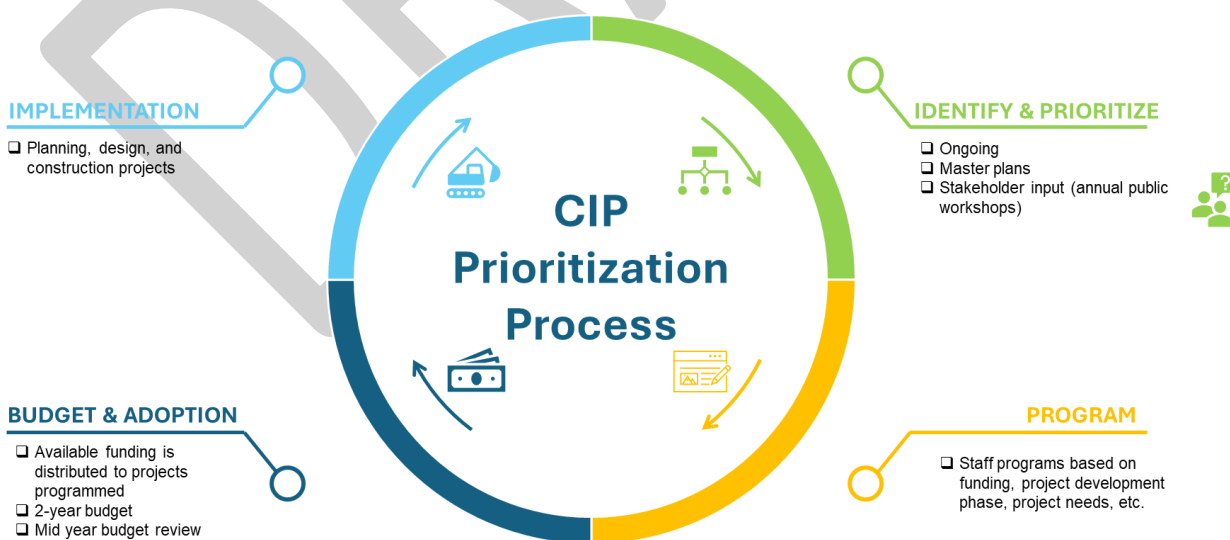 IMPLEMENTATION
Planning, design, and
construction projects
IDENTIFY & PRIORITIZE
Ongoing
Master plans
Stakeholder input (annual public
workshops)
?
CIP
Prioritization
Process
BUDGET & ADOPTION
Available funding is
distributed to projects
programmed
2-year budget
Mid year budget review
PROGRAM
Staff programs based on
funding, project development
phase, project needs, etc.